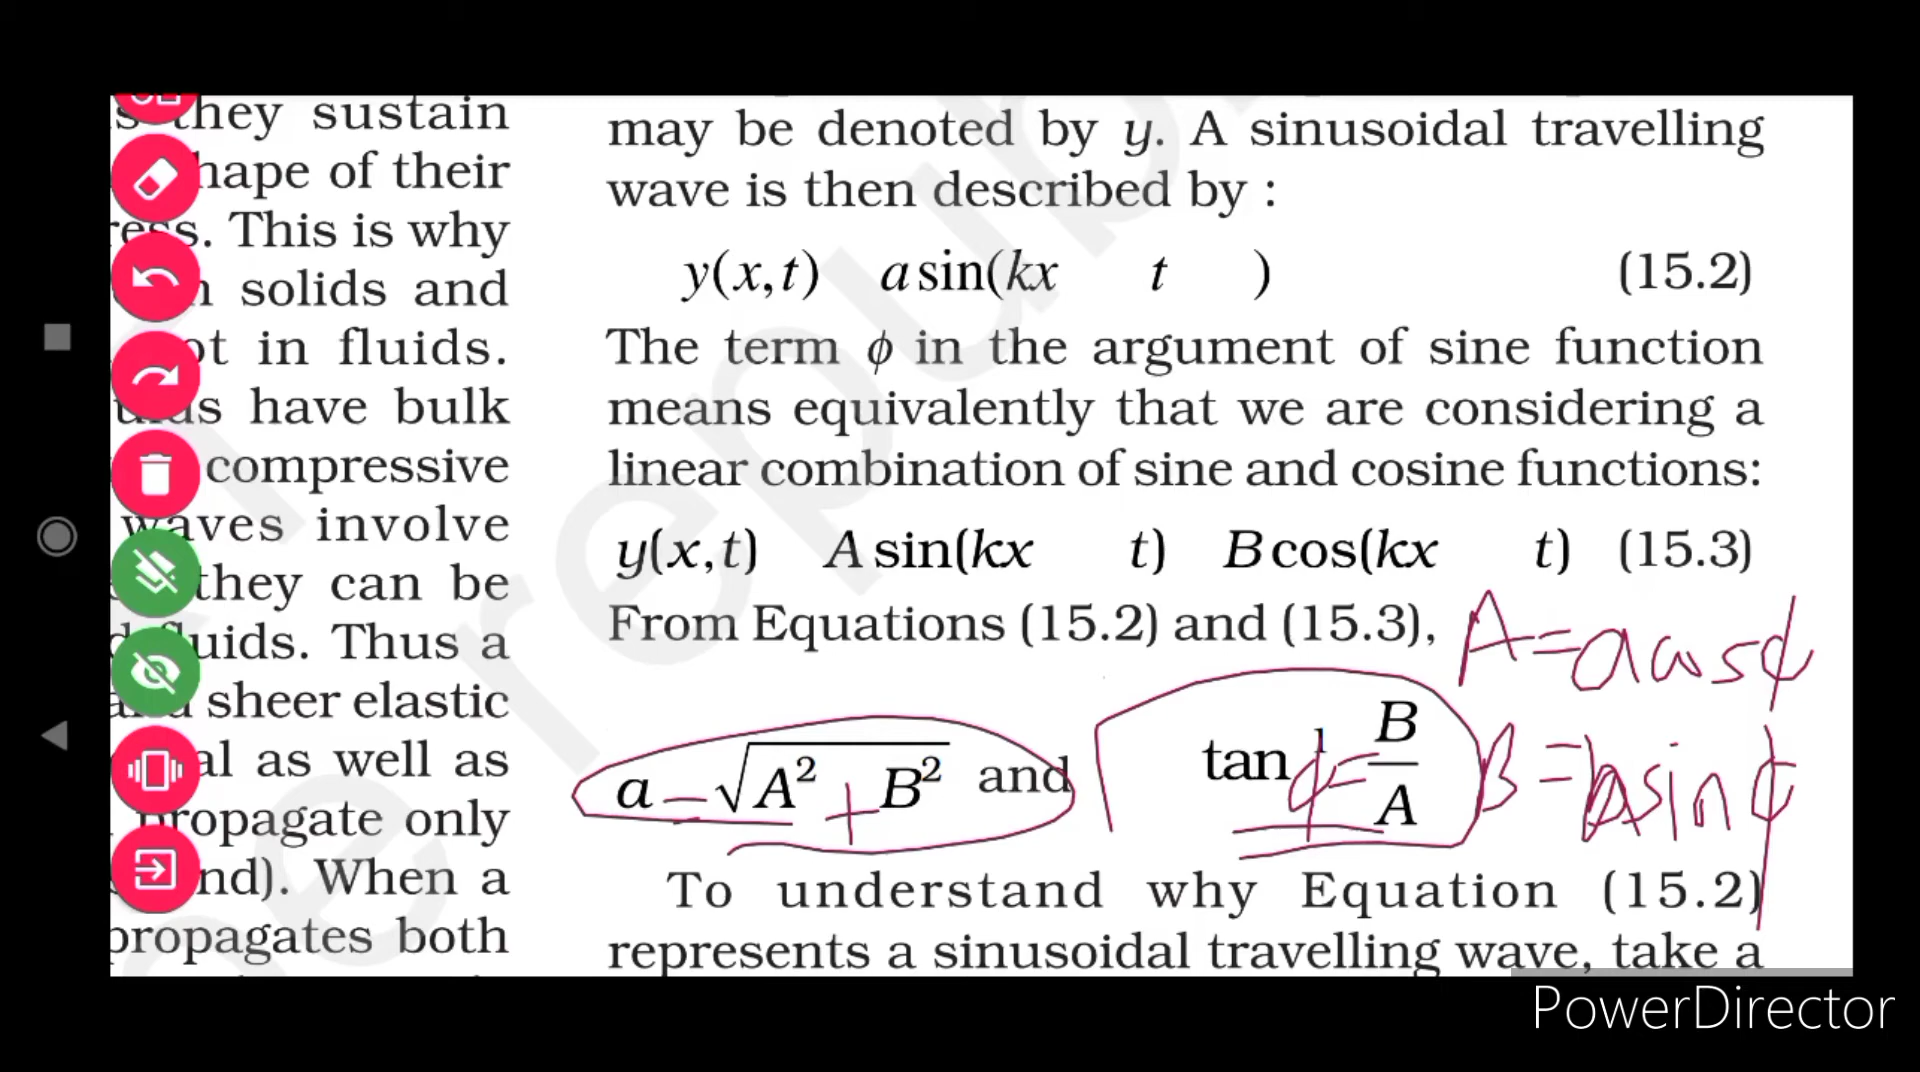 they sustain
hape of their
ress. This is why
solids and
ot in fluids.
have bulk
compressive
waves involve
they can be
fluids. Thus a
sheer elastic
al as well as
propagate only
nd). When a
propagates both
may be denoted by y. A sinusoidal travelling
wave is then described by :
y(x,t) a sin(kx t ) (15.2)
The term ϕ in the argument of sine function
means equivalently that we are considering a
linear combination of sine and cosine functions:
y(x,t) A sin(kx t) B cos(kx t) (15.3)
From Equations (15.2) and (15.3),
A = a cos ϕ
a = √A² + B² and tan ϕ = B/A
B = b sin ϕ
To understand why Equation (15.2)
represents a sinusoidal travelling wave, take a
PowerDirector